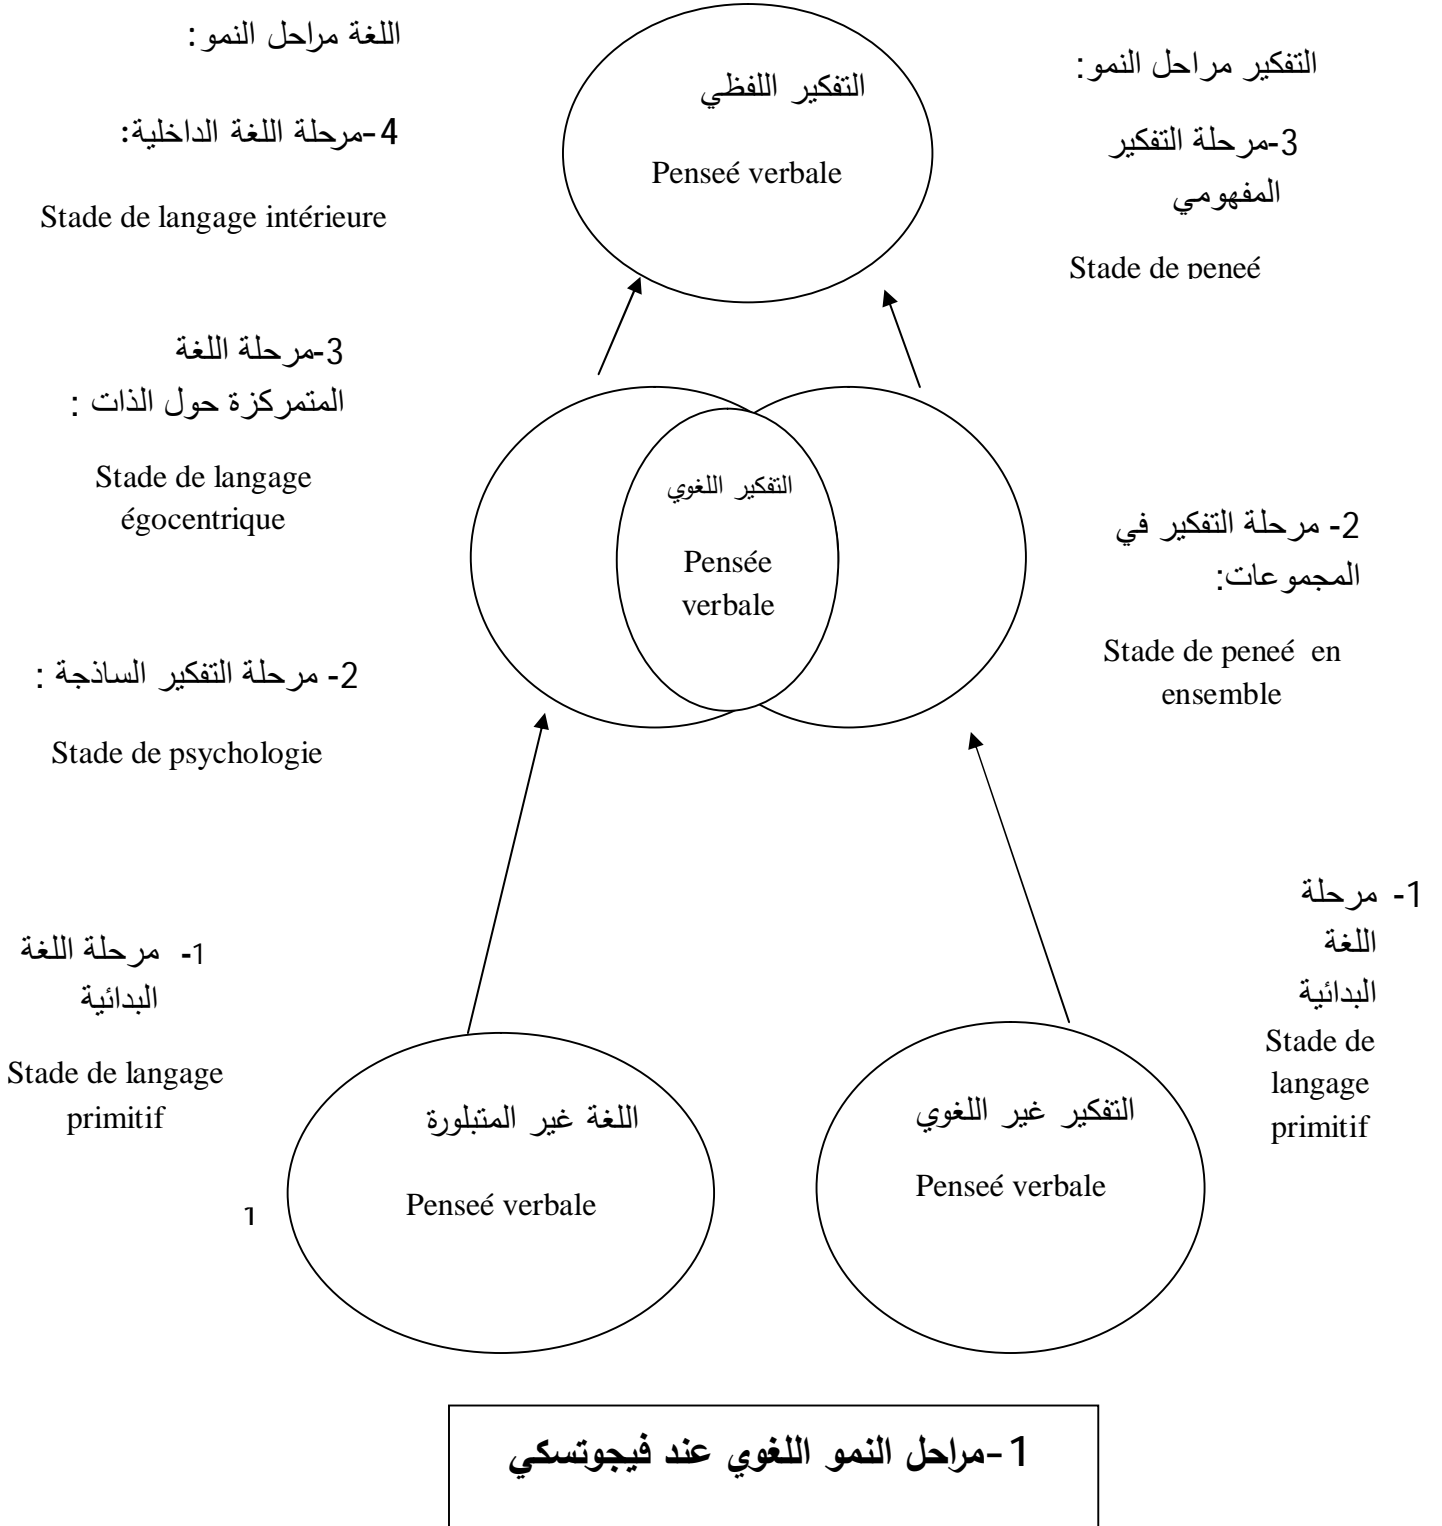 اللغة مراحل النمو :
4-مرحلة اللغة الداخلية:
Stade de langage intérieure
3-مرحلة اللغة
المتمركزة حول الذات :
Stade de langage
égocentrique
2- مرحلة التفكير الساذجة :
Stade de psychologie
1- مرحلة اللغة
البدائية
Stade de langage
primitif
1
التفكير اللفظي
Penseé verbale
التفكير اللغوي
Pensée
verbale
اللغة غير المتبلورة
Penseé verbale
التفكير غير اللغوي
Penseé verbale
التفكير مراحل النمو:
3-مرحلة التفكير
المفهومي
Stade de peneé
2- مرحلة التفكير في
المجموعات:
Stade de peneé en
ensemble
1- مرحلة
اللغة
البدائية
Stade de
langage
primitif
1-مراحل النمو اللغوي عند فيجوتسكي